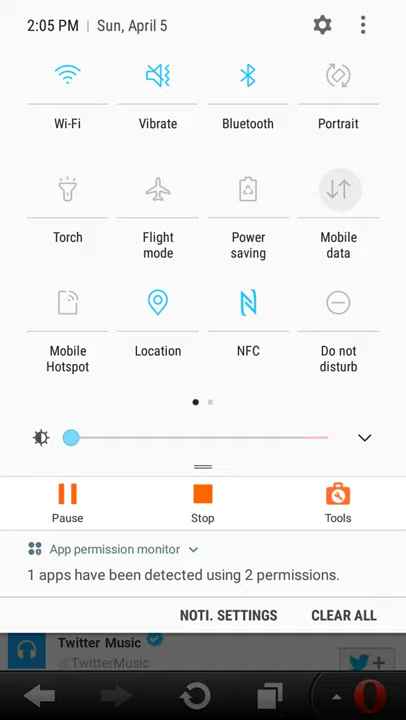 2:05 PM | Sun, April 5
Wi-Fi Vibrate Bluetooth Portrait
Torch Flight mode Power saving Mobile data
Mobile Hotspot Location NFC Do not disturb
Pause Stop Tools
App permission monitor
1 apps have been detected using 2 permissions.
NOTI. SETTINGS CLEAR ALL
Twitter Music
@TwitterMusic